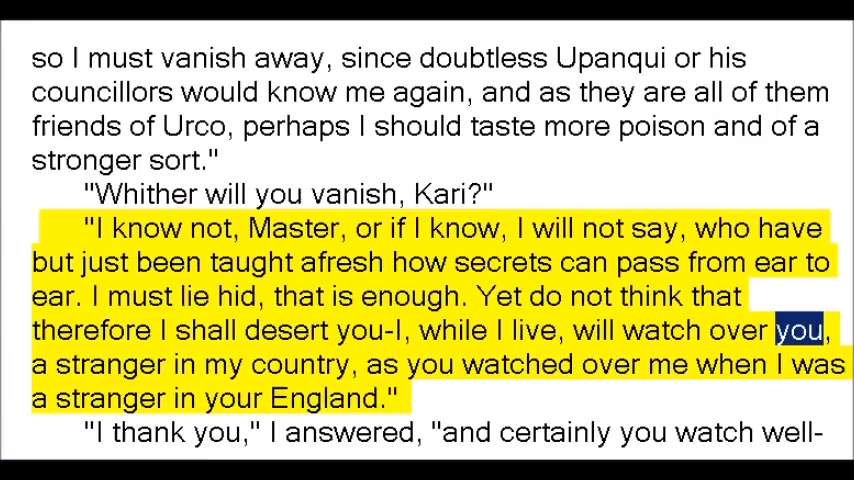 so I must vanish away, since doubtless Upanqui or his
councillors would know me again, and as they are all of them
friends of Urco, perhaps I should taste more poison and of a
stronger sort."
"Whither will you vanish, Kari?"
"I know not, Master, or if I know, I will not say, who have
but just been taught afresh how secrets can pass from ear to
ear. I must lie hid, that is enough. Yet do not think that
therefore I shall desert you-I, while I live, will watch over you,
a stranger in my country, as you watched over me when I was
a stranger in your England."
"I thank you," I answered, "and certainly you watch well-